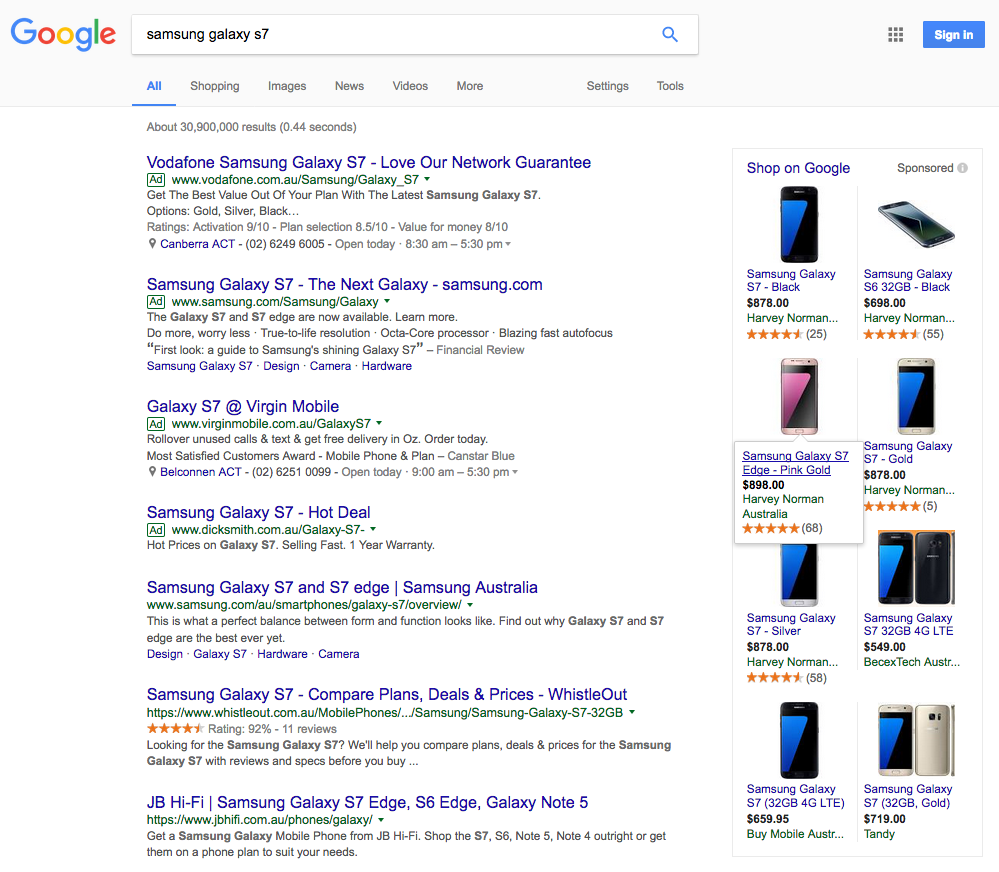 Google
samsung galaxy s7
Sign in
All Shopping Images News Videos More Settings Tools
About 30,900,000 results (0.44 seconds)
Vodafone Samsung Galaxy S7 - Love Our Network Guarantee
Ad www.vodafone.com.au/Samsung/Galaxy_S7
Get The Best Value Out Of Your Plan With The Latest Samsung Galaxy S7.
Options: Gold, Silver, Black…
Ratings: Activation 9/10 - Plan selection 8.5/10 - Value for money 8/10
Canberra ACT - (02) 6249 6005 - Open today · 8:30 am – 5:30 pm
Samsung Galaxy S7 - The Next Galaxy - samsung.com
Ad www.samsung.com/Samsung/Galaxy
The Galaxy S7 and S7 edge are now available. Learn more.
Do more, worry less · True-to-life resolution · Octa-Core processor · Blazing fast autofocus
“First look: a guide to Samsung's shining Galaxy S7” – Financial Review
Samsung Galaxy S7 · Design · Camera · Hardware
Galaxy S7 @ Virgin Mobile
Ad www.virginmobile.com.au/GalaxyS7
Rollover unused calls & text & get free delivery in Oz. Order today.
Most Satisfied Customers Award - Mobile Phone & Plan – Canstar Blue
Belconnen ACT - (02) 6251 0099 - Open today · 9:00 am – 5:30 pm
Samsung Galaxy S7 - Hot Deal
Ad www.dicksmith.com.au/Galaxy-S7-
Hot Prices on Galaxy S7. Selling Fast. 1 Year Warranty.
Samsung Galaxy S7 and S7 edge | Samsung Australia
www.samsung.com/au/smartphones/galaxy-s7/overview/
This is what a perfect balance between form and function looks like. Find out why Galaxy S7 and S7
edge are the best ever yet.
Design · Galaxy S7 · Hardware · Camera
Samsung Galaxy S7 - Compare Plans, Deals & Prices - WhistleOut
https://www.whistleout.com.au/MobilePhones/.../Samsung/Samsung-Galaxy-S7-32GB
Rating: 92% - 11 reviews
Looking for the Samsung Galaxy S7? We'll help you compare plans, deals & prices for the Samsung
Galaxy S7 with reviews and specs before you buy ...
JB Hi-Fi | Samsung Galaxy S7 Edge, S6 Edge, Galaxy Note 5
https://www.jbhifi.com.au/phones/galaxy/
Get a Samsung Galaxy Mobile Phone from JB Hi-Fi. Shop the S7, S6, Note 5, Note 4 outright or get
them on a phone plan to suit your needs.
Shop on Google Sponsored
Samsung Galaxy
S7 - Black
$878.00
Harvey Norman...
(25)
Samsung Galaxy
S6 32GB - Black
$698.00
Harvey Norman...
(55)
Samsung Galaxy S7
Edge - Pink Gold
$898.00
Harvey Norman
Australia
(68)
Samsung Galaxy
S7 - Gold
$878.00
Harvey Norman...
(5)
Samsung Galaxy
S7 - Silver
$878.00
Harvey Norman...
(58)
Samsung Galaxy
S7 32GB 4G LTE
$549.00
BecexTech Austr...
Samsung Galaxy
S7 (32GB 4G LTE)
$659.95
Buy Mobile Austr...
Samsung Galaxy
S7 (32GB, Gold)
$719.00
Tandy